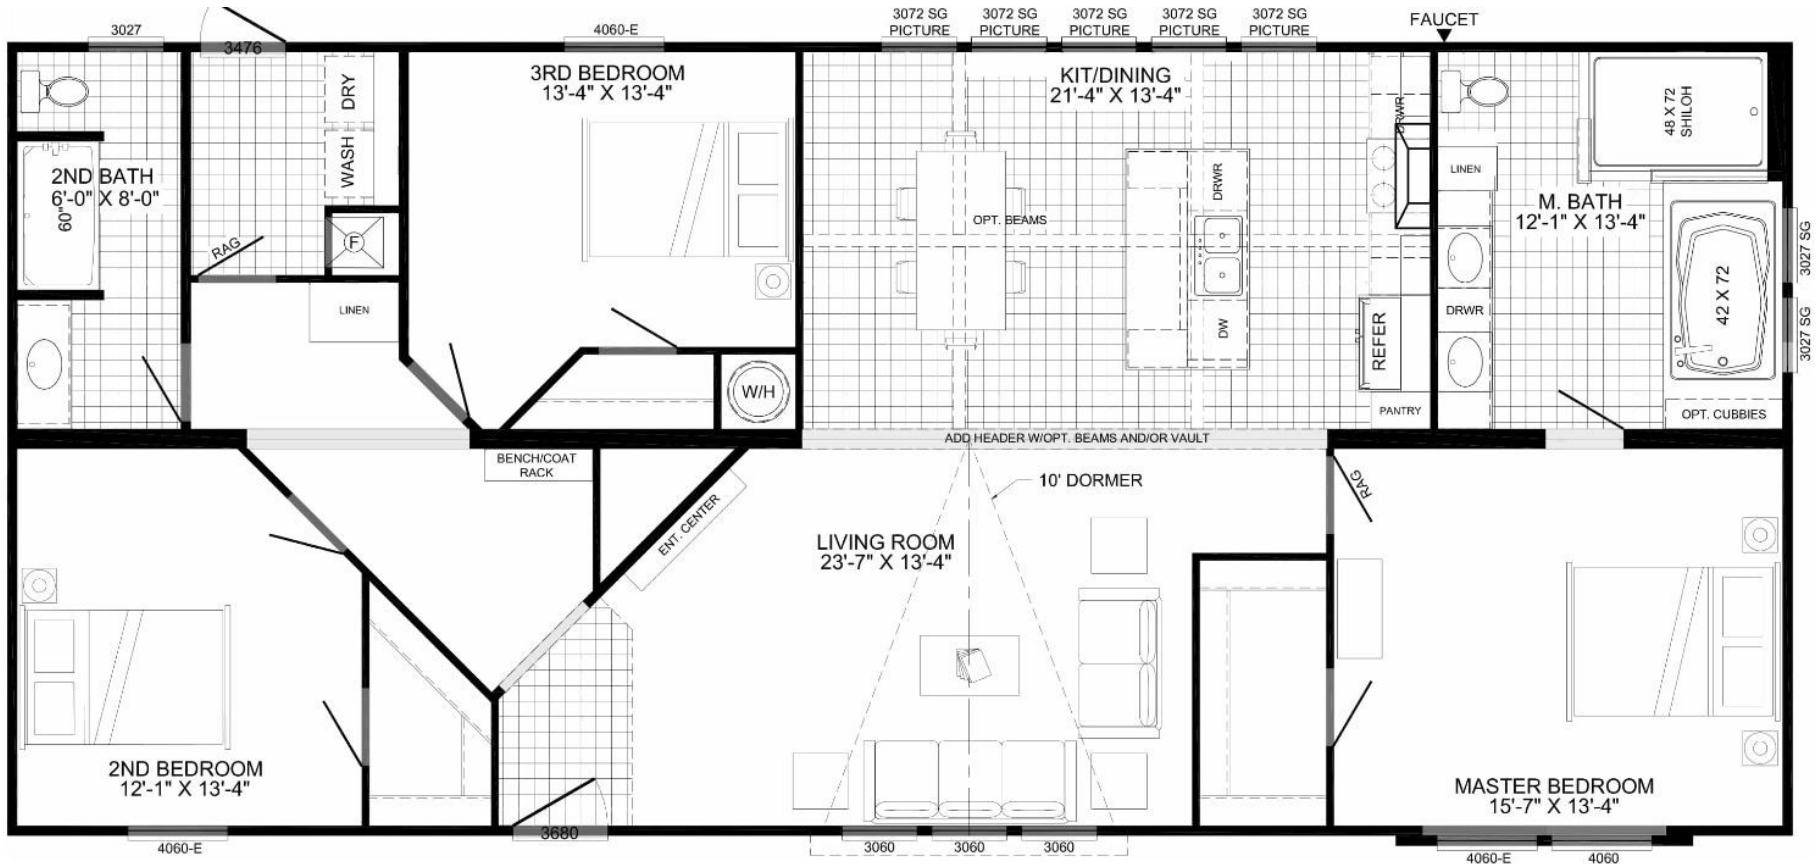 3027
3476
4060-E
3072 SG
PICTURE
3072 SG
PICTURE
3072 SG
PICTURE
3072 SG
PICTURE
3072 SG
PICTURE
FAUCET
2ND BATH
6'-0" X 8'-0"
60"
DRY
WASH
RAG
F
LINEN
3RD BEDROOM
13'-4" X 13'-4"
W/H
KIT/DINING
21'-4" X 13'-4"
OPT. BEAMS
DRWR
DW
DRWR
REFER
PANTRY
M. BATH
12'-1" X 13'-4"
LINEN
DRWR
48 X 72
SHILOH
42 X 72
OPT. CUBBIES
3027 SG
3027 SG
ADD HEADER W/OPT. BEAMS AND/OR VAULT
BENCH/COAT
RACK
ENT. CENTER
10' DORMER
LIVING ROOM
23'-7" X 13'-4"
RAG
2ND BEDROOM
12'-1" X 13'-4"
MASTER BEDROOM
15'-7" X 13'-4"
4060-E
3680
3060
3060
3060
4060-E
4060